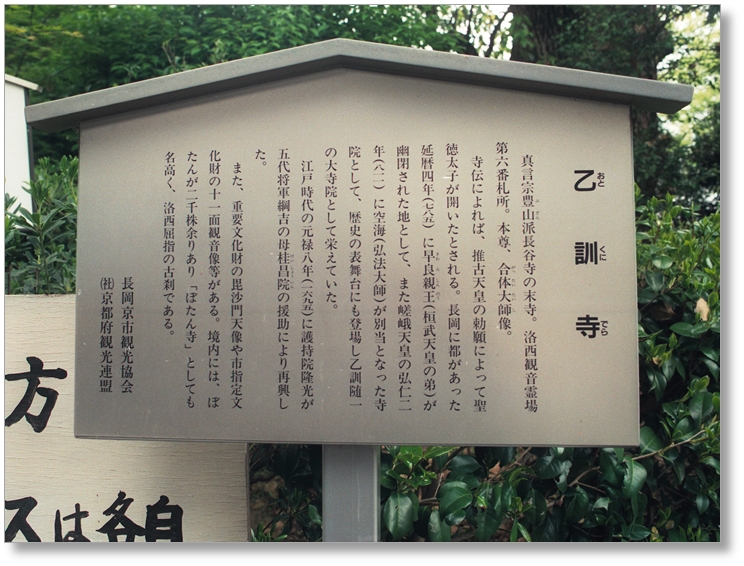 乙訓寺
おとくにでら
真言宗豊山派長谷寺の末寺。洛西観音霊場
第六番札所。本尊、合体大師像。
寺伝によれば、推古天皇の勅願によって聖
徳太子が開いたとされる。長岡に都があった
延暦四年(七八五)に早良親王(桓武天皇の弟)が
幽閉された地として、また嵯峨天皇の弘仁二
年(八一一)に空海(弘法大師)が別当となった寺
院として、歴史の表舞台にも登場し乙訓随一
の大寺院として栄えていた。
江戸時代の元禄八年(一六九五)に護持院隆光が
五代将軍綱吉の母桂昌院の援助により再興し
た。
また、重要文化財の毘沙門天像や市指定文
化財の十一面観音像等がある。境内には、ぼ
たんが二千株余りあり「ぼたん寺」としても
名高く、洛西屈指の古刹である。
長岡京市観光協会
(社)京都府観光連盟
方
各自
スは